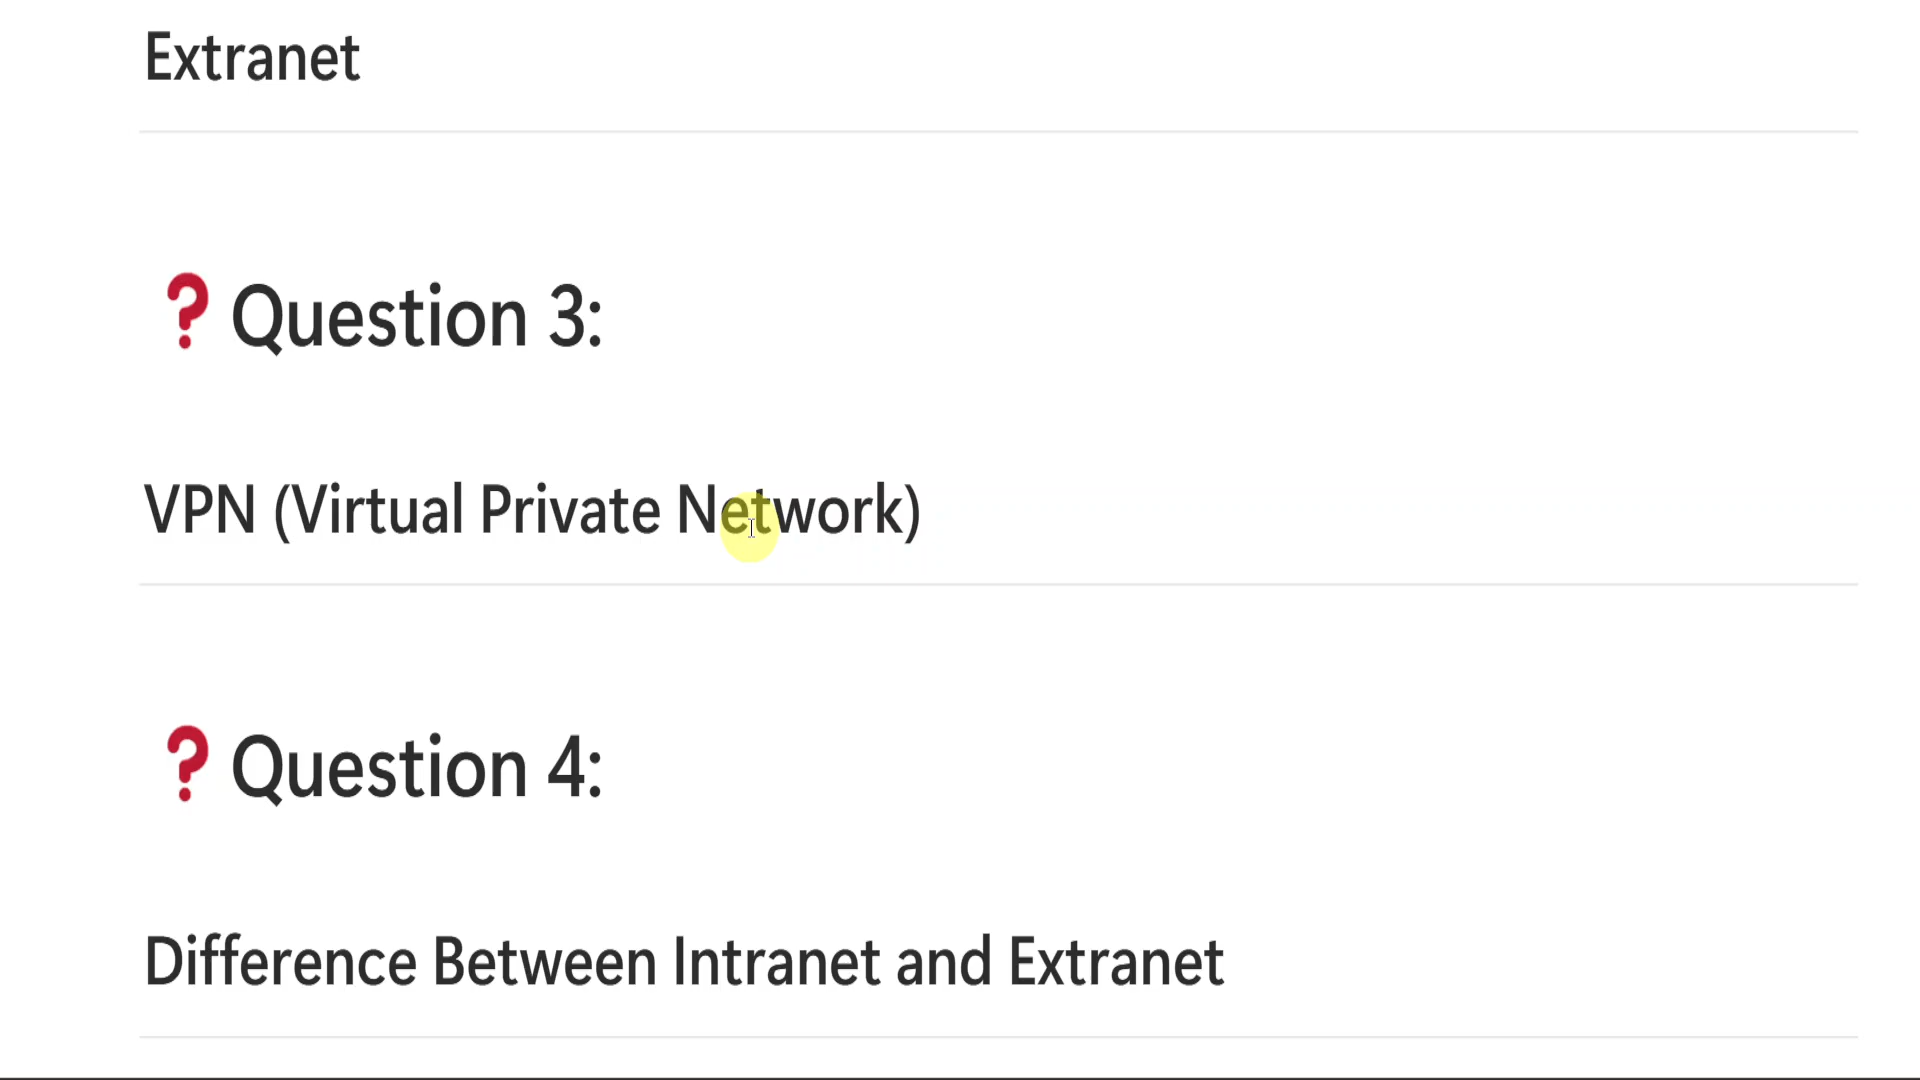 Extranet
❓Question 3:
VPN (Virtual Private Network)
❓Question 4:
Difference Between Intranet and Extranet